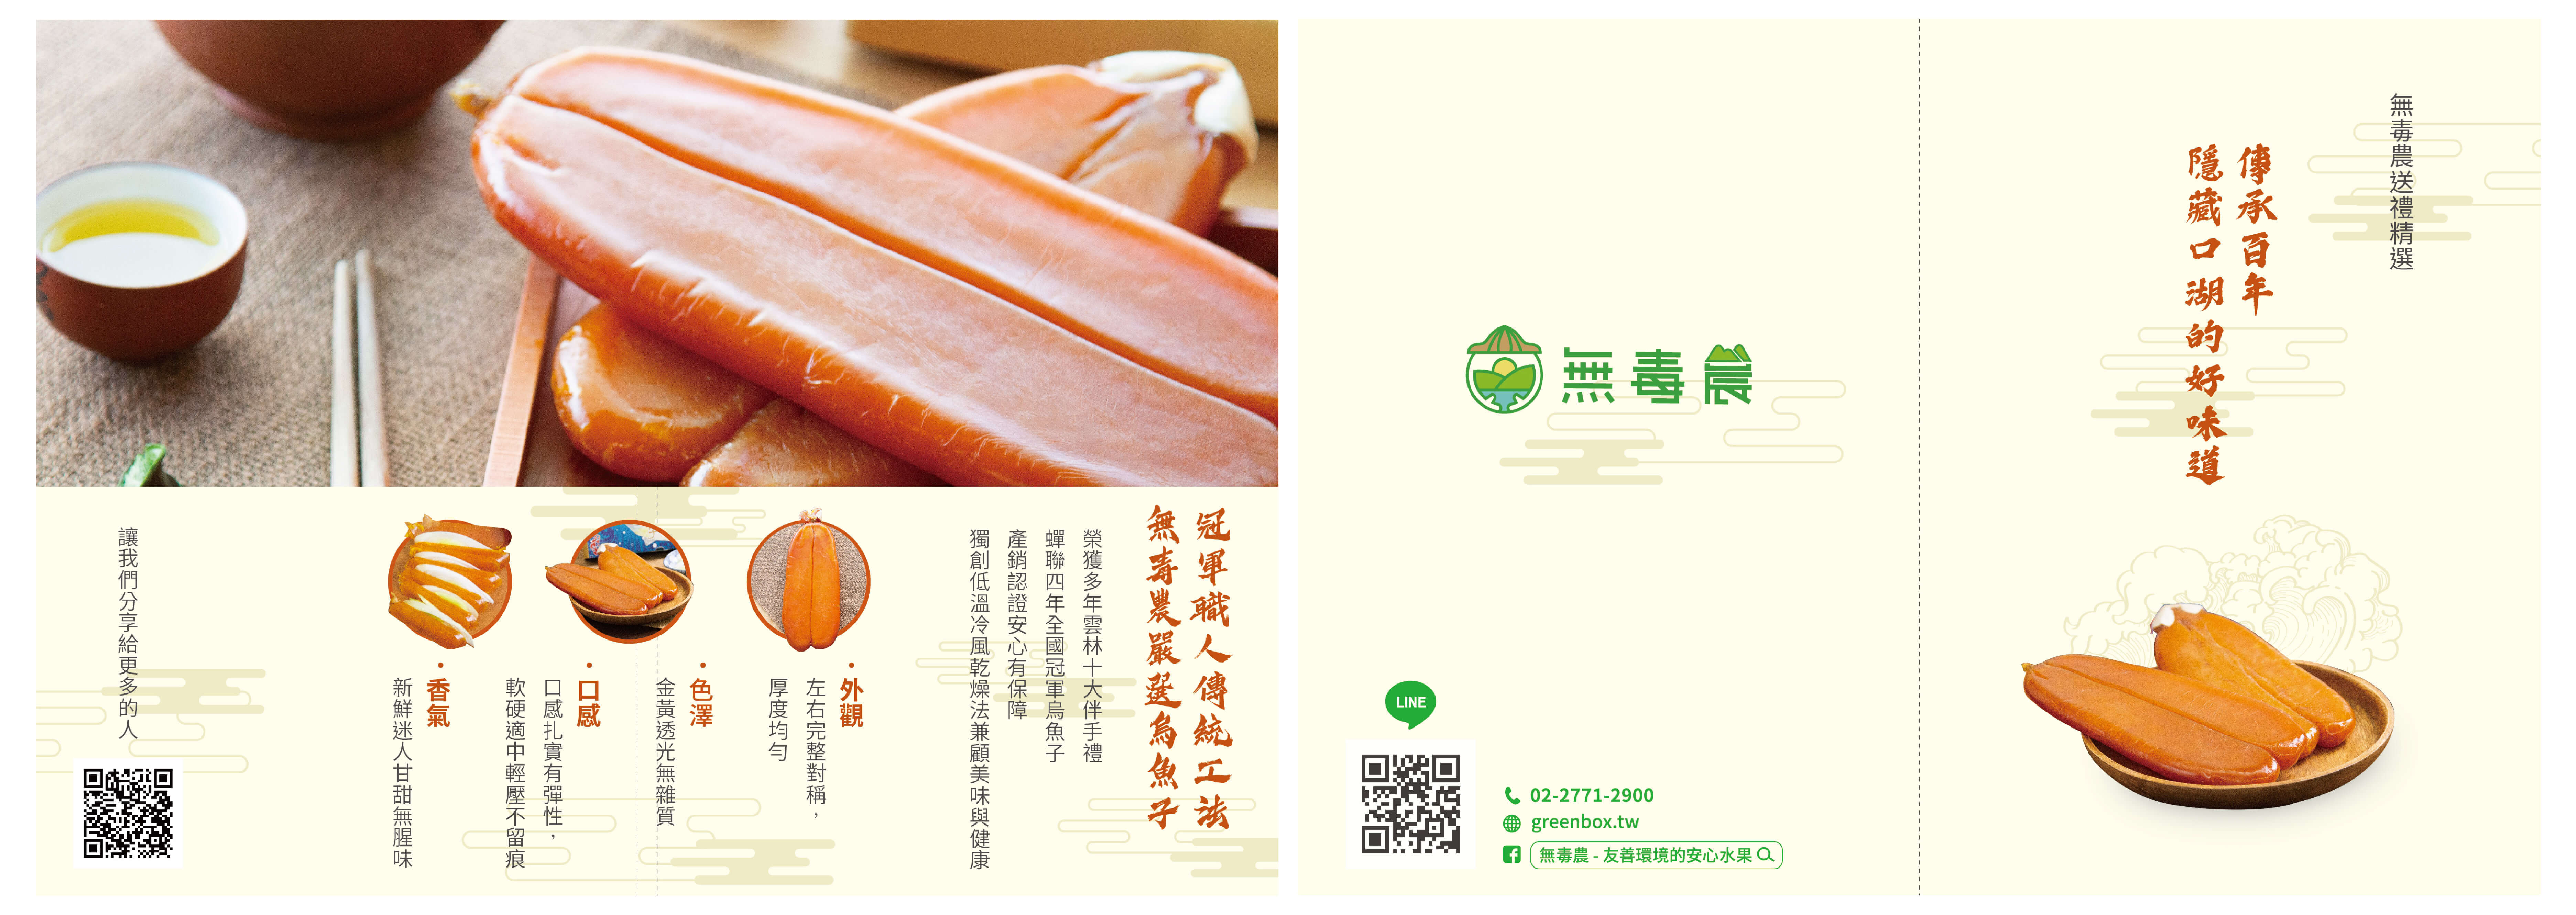 冠軍職人傳統工法
無毒農嚴選烏魚子
榮獲多年雲林十大伴手禮
蟬聯四年全國冠軍烏魚子
產銷認證安心有保障
獨創低溫冷風乾燥法兼顧美味與健康
・外觀
左右完整對稱，
厚度均勻
・色澤
金黃透光無雜質
・口感
口感扎實有彈性，
軟硬適中輕壓不留痕
・香氣
新鮮迷人甘甜無腥味
讓我們分享給更多的人
無毒農送禮精選
傳承百年
隱藏口湖的好味道
無毒農
LINE
02-2771-2900
greenbox.tw
無毒農 - 友善環境的安心水果